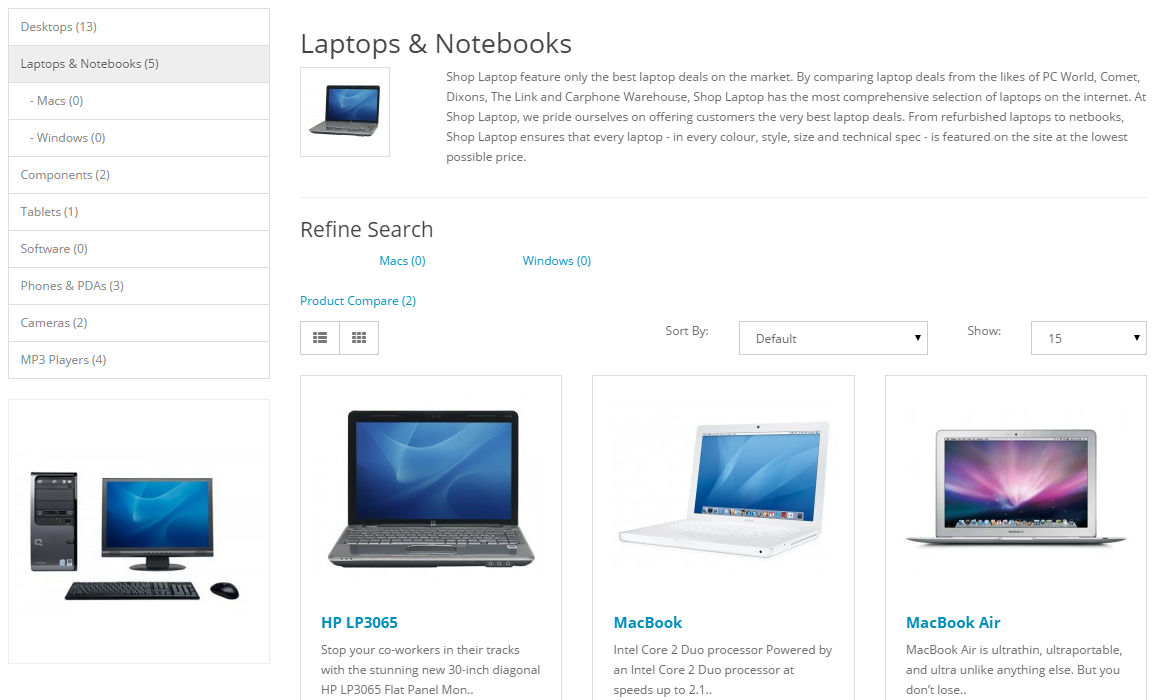 Desktops (13)
Laptops & Notebooks (5)
- Macs (0)
- Windows (0)
Components (2)
Tablets (1)
Software (0)
Phones & PDAs (3)
Cameras (2)
MP3 Players (4)
Laptops & Notebooks
Shop Laptop feature only the best laptop deals on the market. By comparing laptop deals from the likes of PC World, Comet,
Dixons, The Link and Carphone Warehouse, Shop Laptop has the most comprehensive selection of laptops on the internet. At
Shop Laptop, we pride ourselves on offering customers the very best laptop deals. From refurbished laptops to netbooks,
Shop Laptop ensures that every laptop - in every colour, style, size and technical spec - is featured on the site at the lowest
possible price.
Refine Search
Macs (0) Windows (0)
Product Compare (2)
Sort By: Default Show: 15
HP LP3065
Stop your co-workers in their tracks
with the stunning new 30-inch diagonal
HP LP3065 Flat Panel Mon..
MacBook
Intel Core 2 Duo processor Powered by
an Intel Core 2 Duo processor at
speeds up to 2.1..
MacBook Air
MacBook Air is ultrathin, ultraportable,
and ultra unlike anything else. But you
don’t lose..